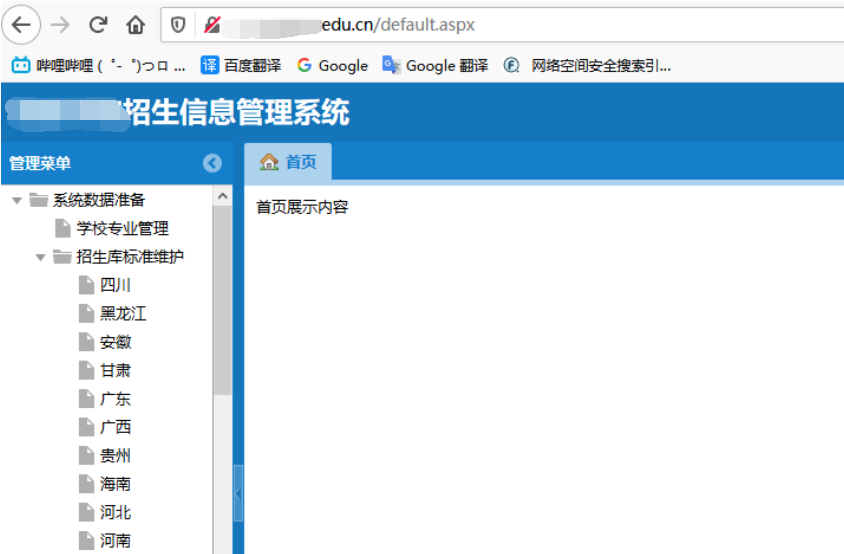 edu.cn/default.aspx
哔哩哔哩 ( ゜- ゜)つロ ... 百度翻译 Google Google 翻译 网络空间安全搜索引...
招生信息管理系统
管理菜单
首页
系统数据准备
首页展示内容
学校专业管理
招生库标准维护
四川
黑龙江
安徽
甘肃
广东
广西
贵州
海南
河北
河南